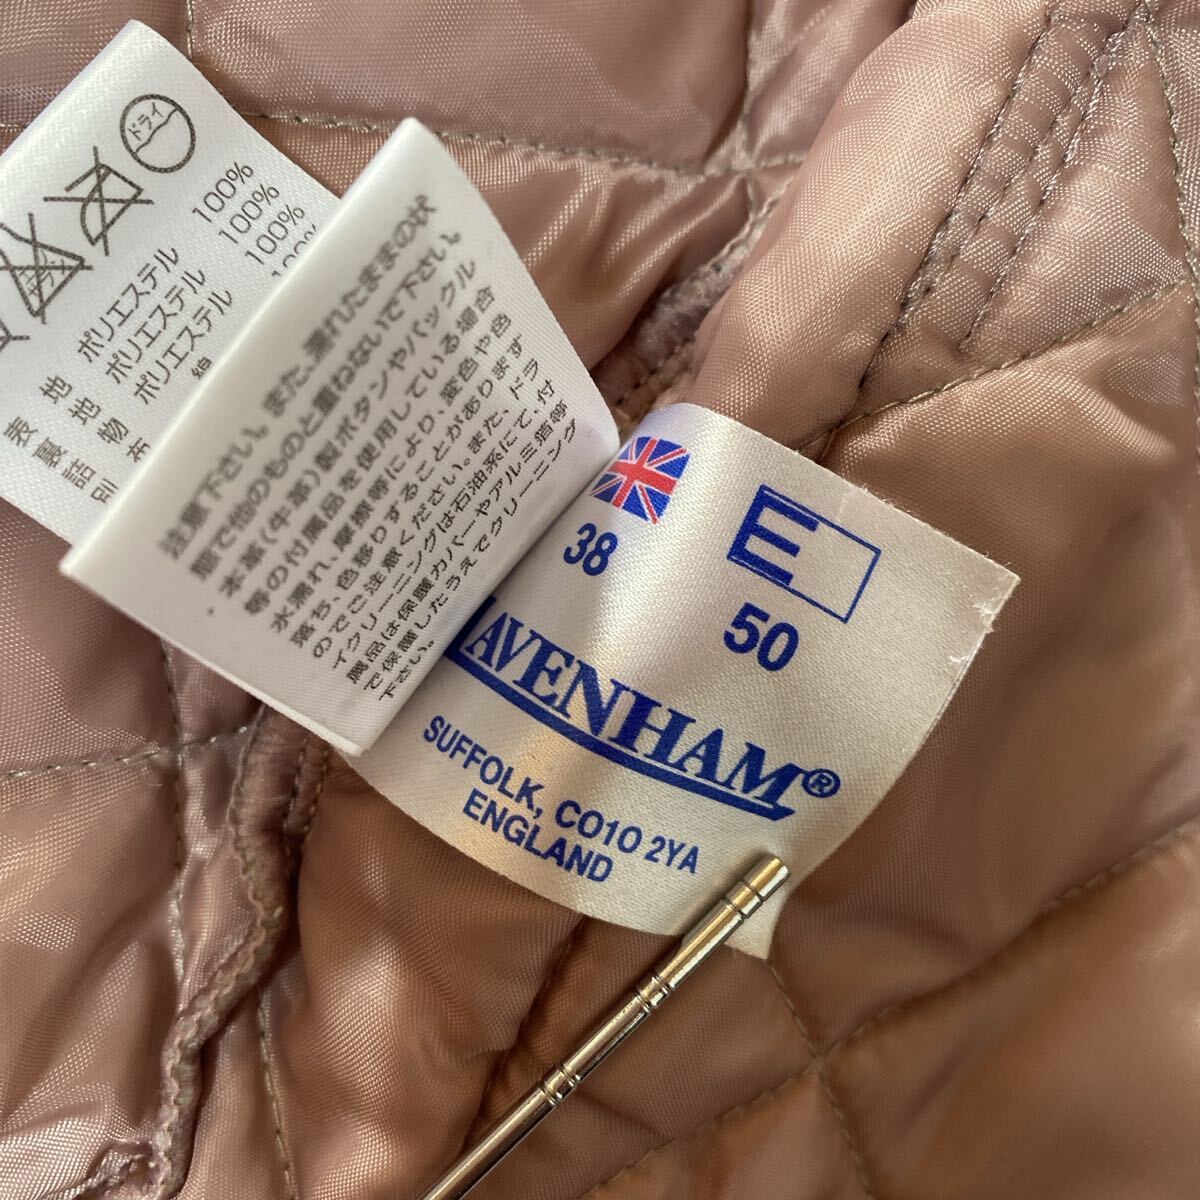 ドライ
表 地 ポリエステル 100%
裏 地 ポリエステル 100%
詰 物 ポリエステル 100%
別 布 綿 100%
注意下さい。また、濡れたままの状
態で他のものと重ねないで下さい。
・本革(牛革)製ボタンやバックル
等の付属品を使用している場合
水濡れ、摩擦等により、変色や色
落ち、色移りすることがあります
のでご注意ください。また、ドラ
イクリーニングは石油系にて、付
属品は保護カバーやアルミ箔等
で保護したうえでクリーニング
下さい。
38
E
50
LAVENHAM®
SUFFOLK, CO10 2YA
ENGLAND